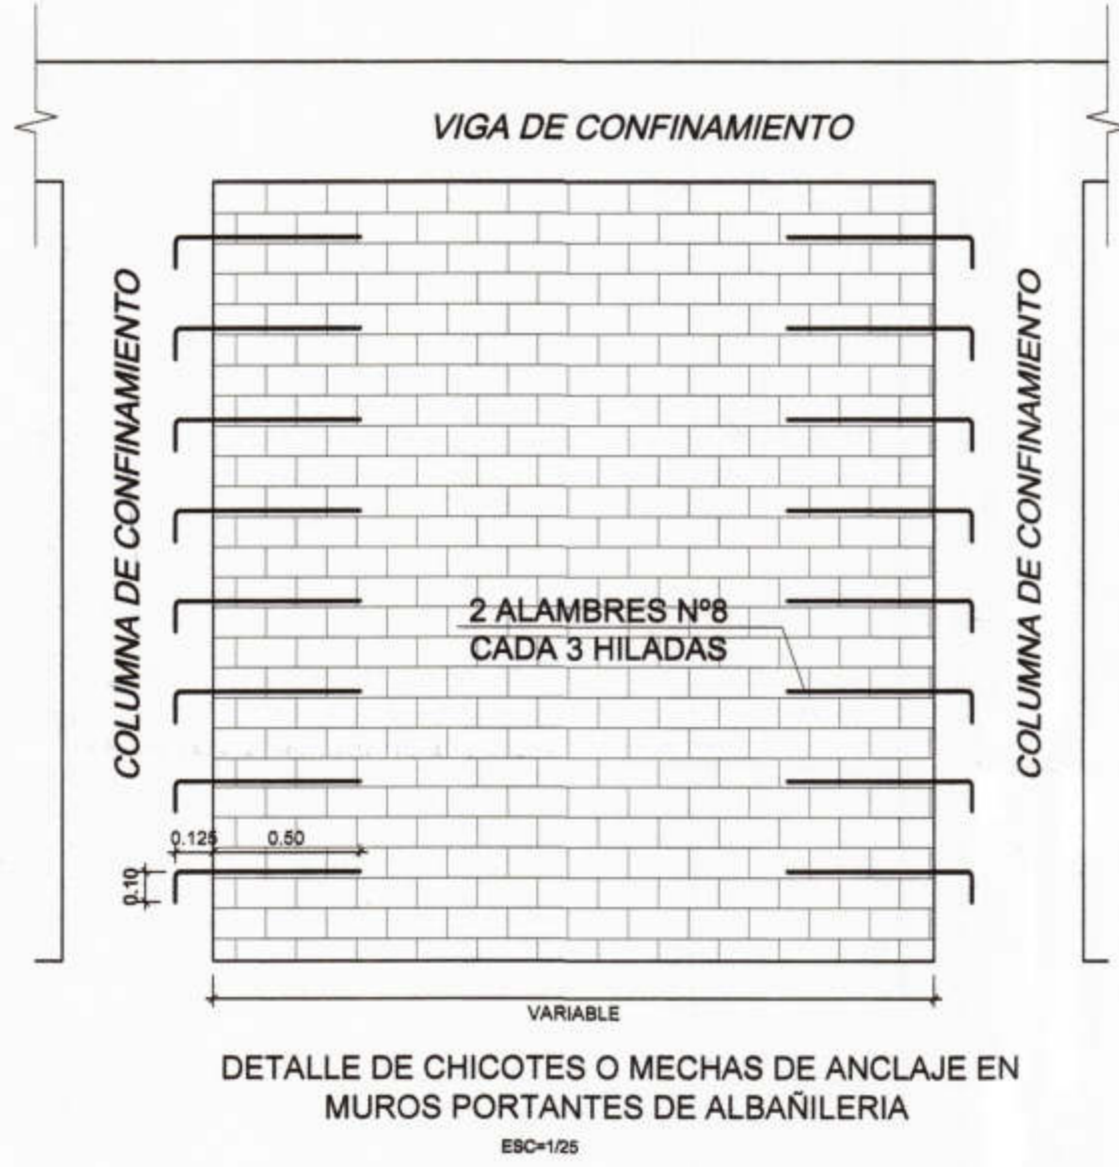 VIGA DE CONFINAMIENTO
COLUMNA DE CONFINAMIENTO
COLUMNA DE CONFINAMIENTO
2 ALAMBRES Nº8
CADA 3 HILADAS
0.125
0.50
0.10
VARIABLE
DETALLE DE CHICOTES O MECHAS DE ANCLAJE EN
MUROS PORTANTES DE ALBAÑILERIA
ESC=1/25